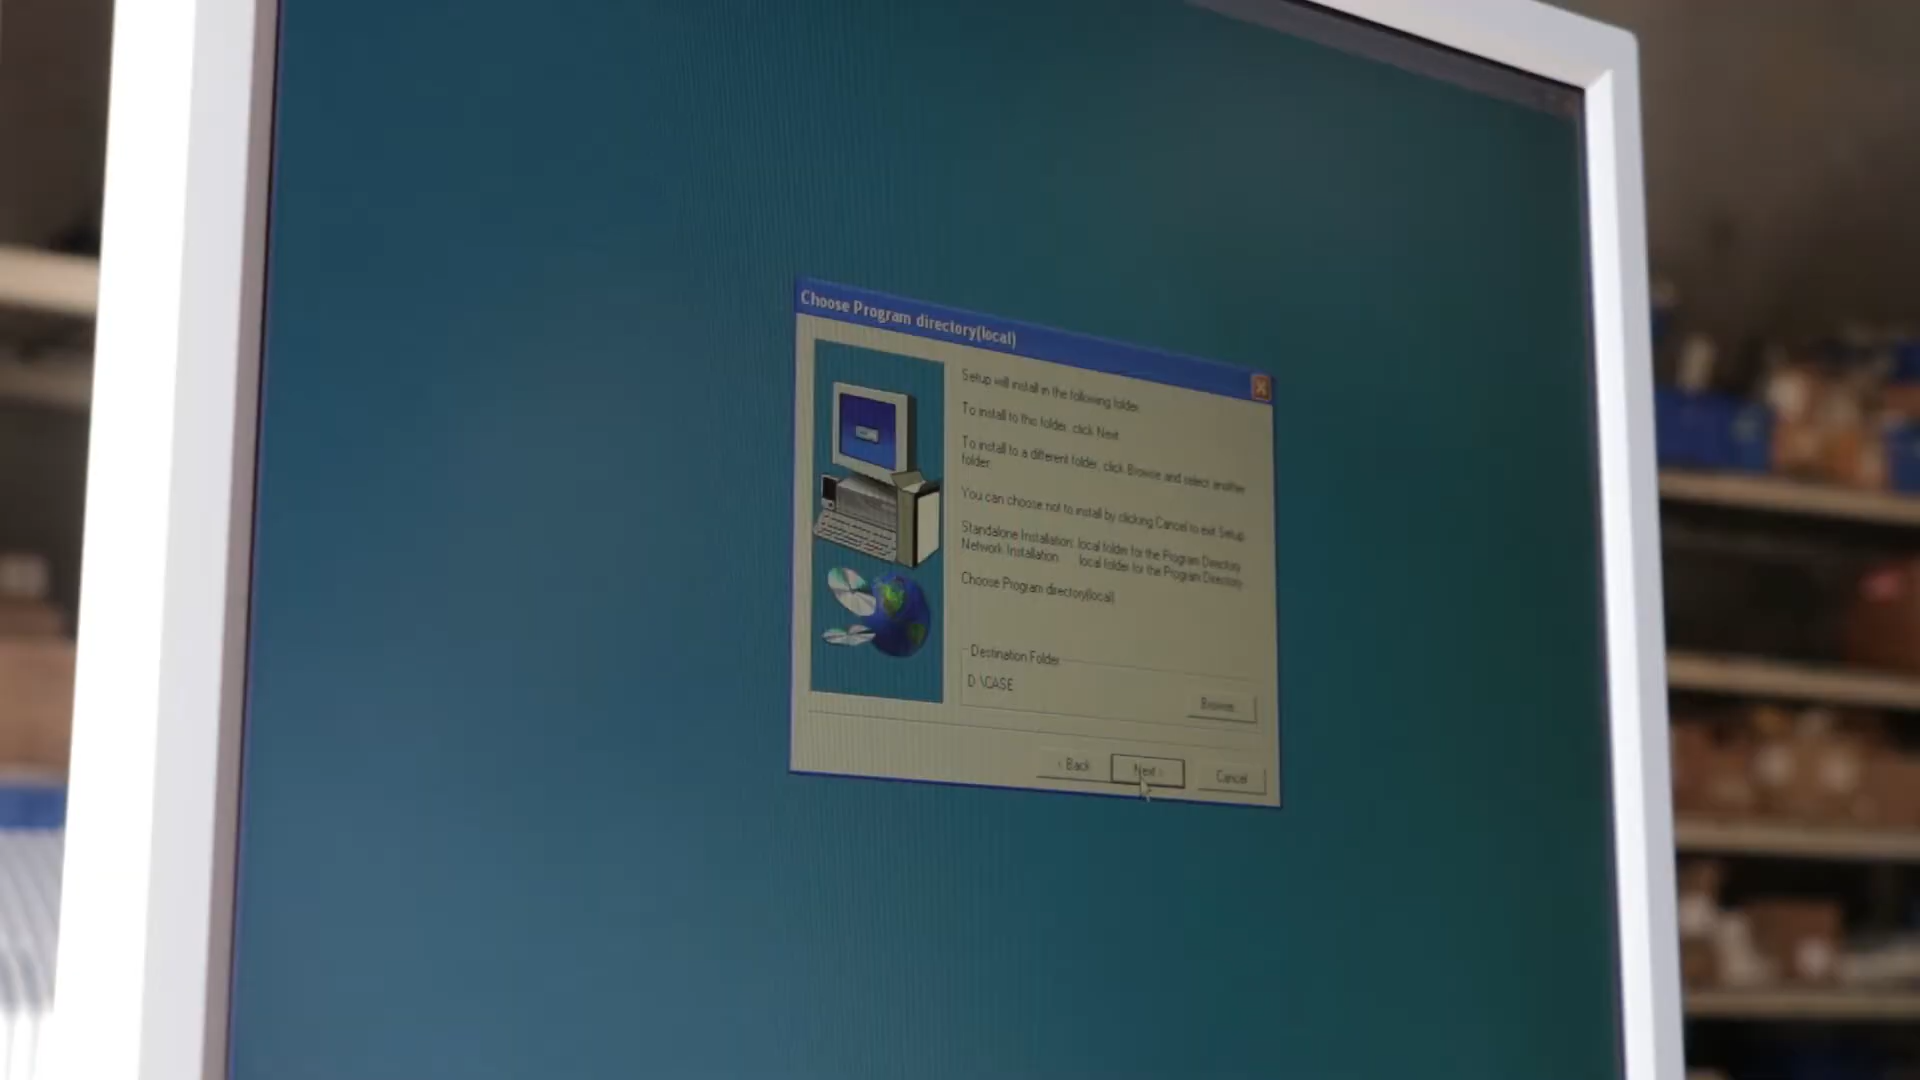 Choose Program directory(local)
Setup will install in the following folder.
To install to this folder, click Next.
To install to a different folder, click Browse and select another
folder.
You can choose not to install by clicking Cancel to exit Setup.
Standalone Installation: local folder for the Program Directory
Network Installation local folder for the Program Directory
Choose Program directory(local)
Destination Folder
D:\CASE
Browse
< Back
Next >
Cancel